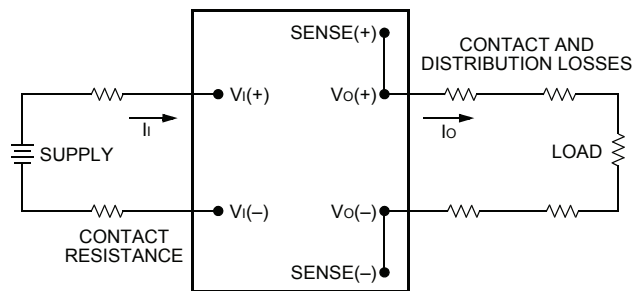 SENSE(+)
CONTACT AND
DISTRIBUTION LOSSES
VI(+)
VO(+)
II
IO
SUPPLY
LOAD
VI(–)
VO(–)
CONTACT
RESISTANCE
SENSE(–)